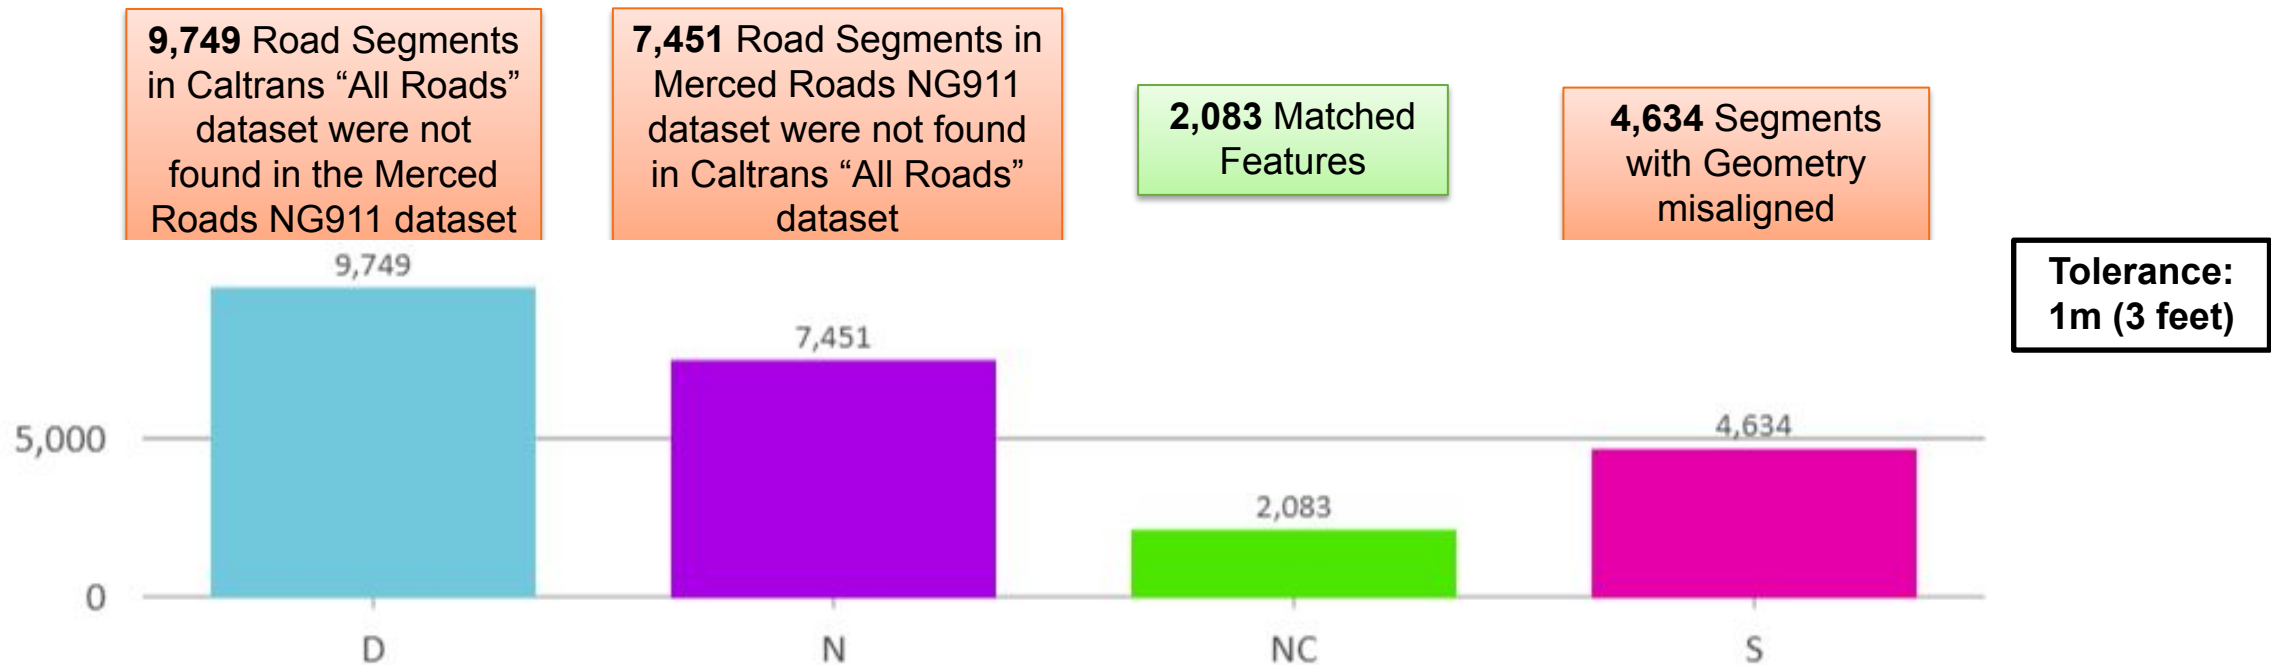 9,749 Road Segments
in Caltrans “All Roads”
dataset were not
found in the Merced
Roads NG911 dataset
7,451 Road Segments in
Merced Roads NG911
dataset were not found
in Caltrans “All Roads”
dataset
2,083 Matched
Features
4,634 Segments
with Geometry
misaligned
Tolerance:
1m (3 feet)
9,749
7,451
2,083
4,634
5,000
0
D
N
NC
S